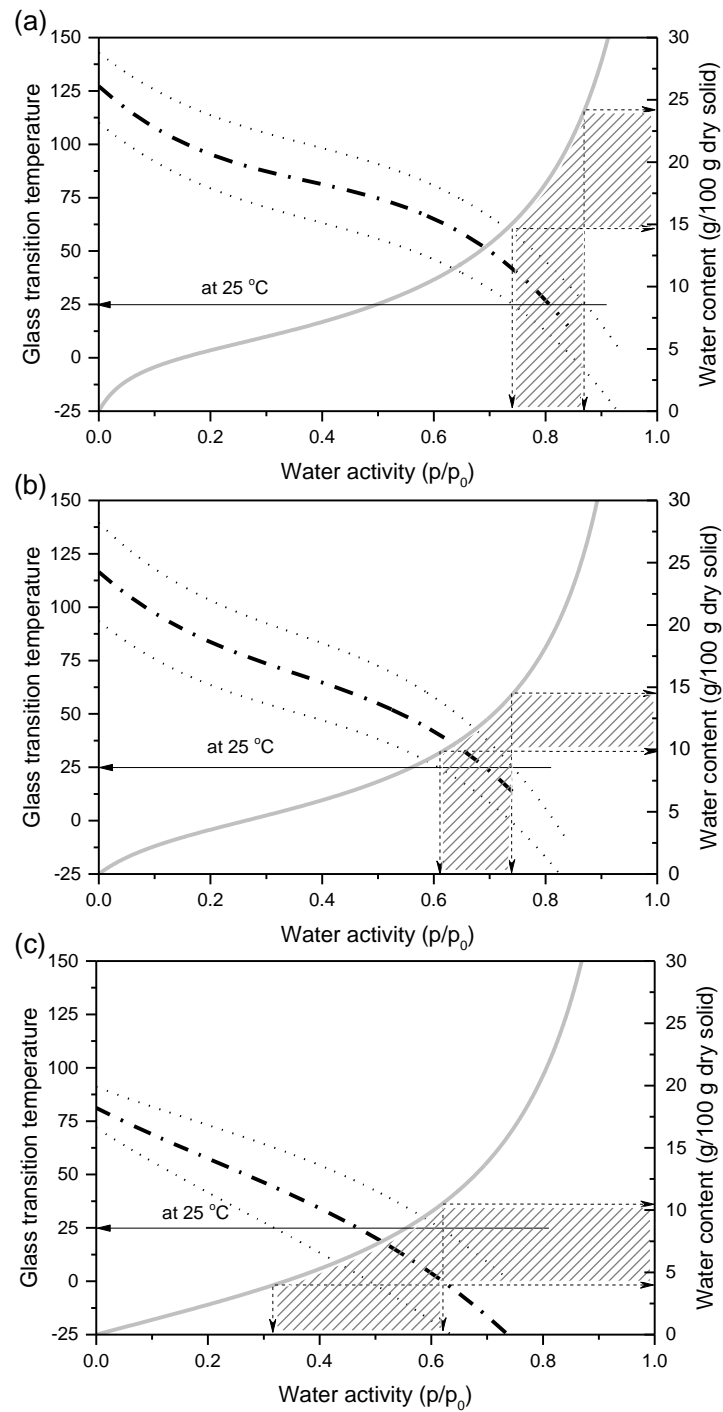 (a)
150
125
100
75
50
25
0
-25
Glass transition temperature
at 25 °C
30
25
20
15
10
5
0
Water content (g/100 g dry solid)
0.0 0.2 0.4 0.6 0.8 1.0
Water activity (p/p₀)
(b)
150
125
100
75
50
25
0
-25
Glass transition temperature
at 25 °C
30
25
20
15
10
5
0
Water content (g/100 g dry solid)
0.0 0.2 0.4 0.6 0.8 1.0
Water activity (p/p₀)
(c)
150
125
100
75
50
25
0
-25
Glass transition temperature
at 25 °C
30
25
20
15
10
5
0
Water content (g/100 g dry solid)
0.0 0.2 0.4 0.6 0.8 1.0
Water activity (p/p₀)